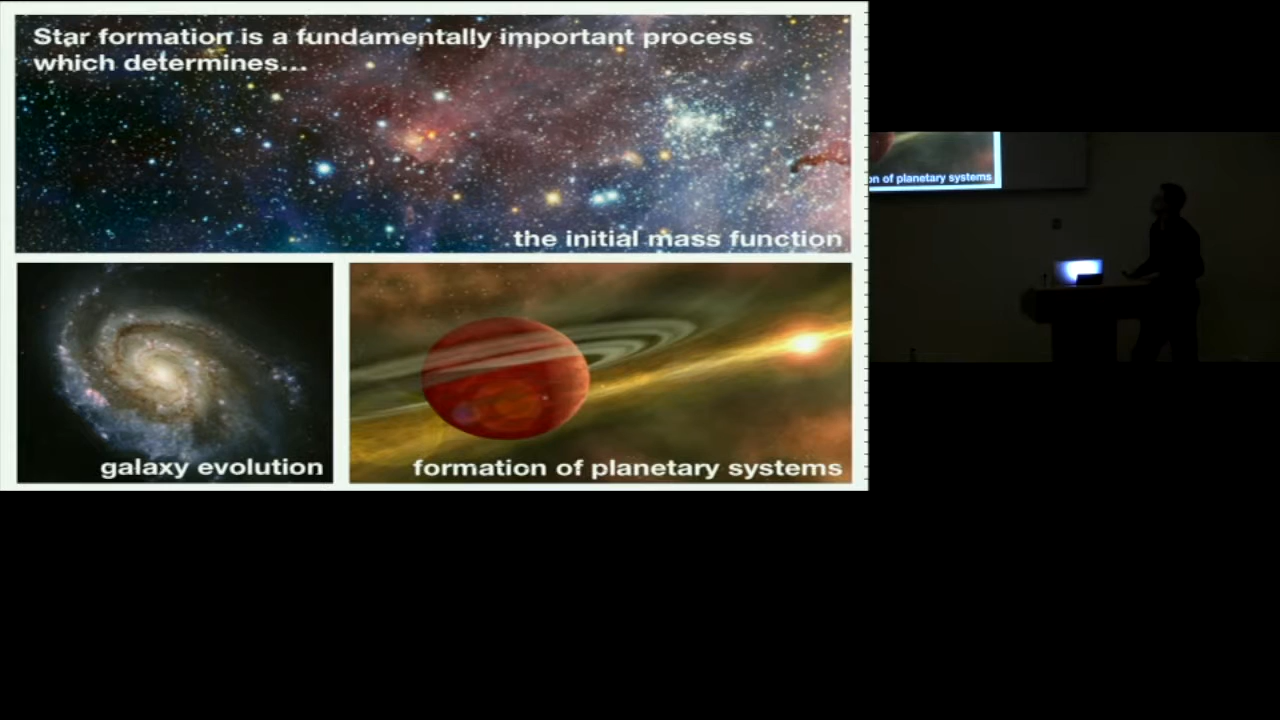 Star formation is a fundamentally important process
which determines...
the initial mass function
galaxy evolution
formation of planetary systems
of planetary systems